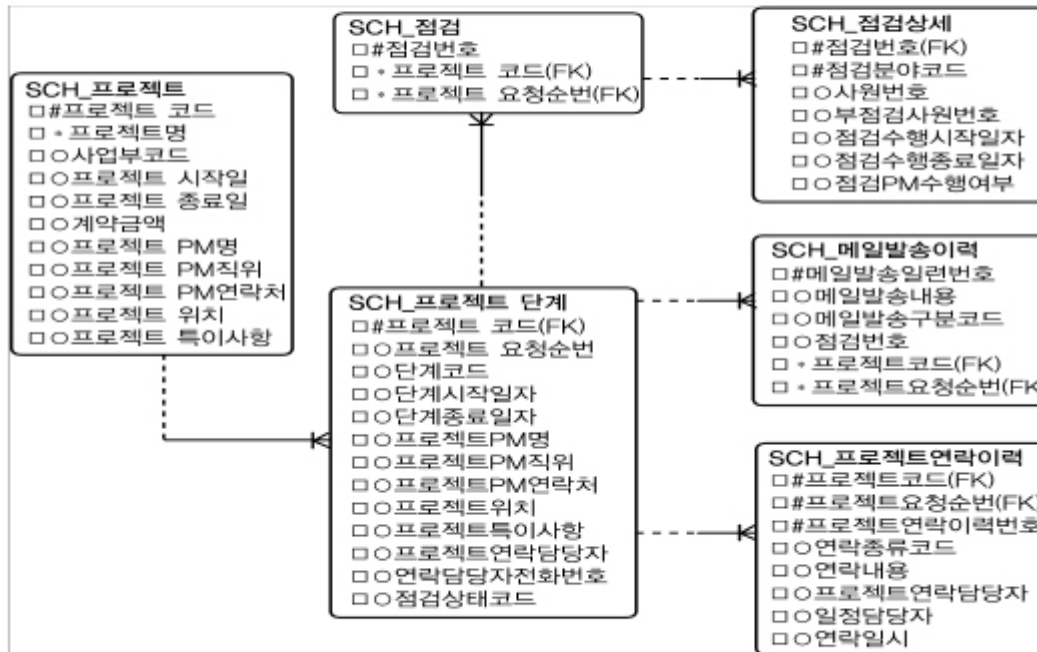 SCH_프로젝트
□#프로젝트 코드
□*프로젝트명
□○사업부코드
□○프로젝트 시작일
□○프로젝트 종료일
□○계약금액
□○프로젝트 PM명
□○프로젝트 PM직위
□○프로젝트 PM연락처
□○프로젝트 위치
□○프로젝트 특이사항
SCH_점검
□#점검번호
□*프로젝트 코드(FK)
□*프로젝트 요청순번(FK)
SCH_프로젝트 단계
□#프로젝트 코드(FK)
□○프로젝트 요청순번
□○단계코드
□○단계시작일자
□○단계종료일자
□○프로젝트PM명
□○프로젝트PM직위
□○프로젝트PM연락처
□○프로젝트위치
□○프로젝트특이사항
□○프로젝트연락담당자
□○연락담당자전화번호
□○점검상태코드
SCH_점검상세
□#점검번호(FK)
□#점검분야코드
□○사원번호
□○부점검사원번호
□○점검수행시작일자
□○점검수행종료일자
□○점검PM수행여부
SCH_메일발송이력
□#메일발송일련번호
□○메일발송내용
□○메일발송구분코드
□○점검번호
□*프로젝트코드(FK)
□*프로젝트요청순번(FK
SCH_프로젝트연락이력
□#프로젝트코드(FK)
□#프로젝트요청순번(FK)
□#프로젝트연락이력번호
□○연락종류코드
□○연락내용
□○프로젝트연락담당자
□○일정담당자
□○연락일시